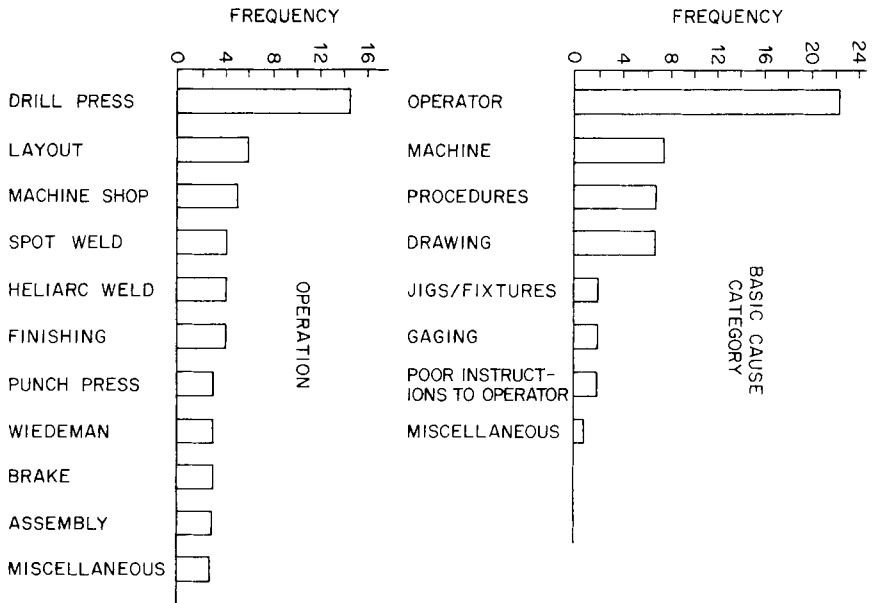 FREQUENCY
0 4 8 12 16
DRILL PRESS
LAYOUT
MACHINE SHOP
SPOT WELD
HELIARC WELD
FINISHING
PUNCH PRESS
WIEDEMAN
BRAKE
ASSEMBLY
MISCELLANEOUS
OPERATION
FREQUENCY
0 4 8 12 16 20 24
OPERATOR
MACHINE
PROCEDURES
DRAWING
JIGS/FIXTURES
GAGING
POOR INSTRUCT-
IONS TO OPERATOR
MISCELLANEOUS
BASIC CAUSE
CATEGORY